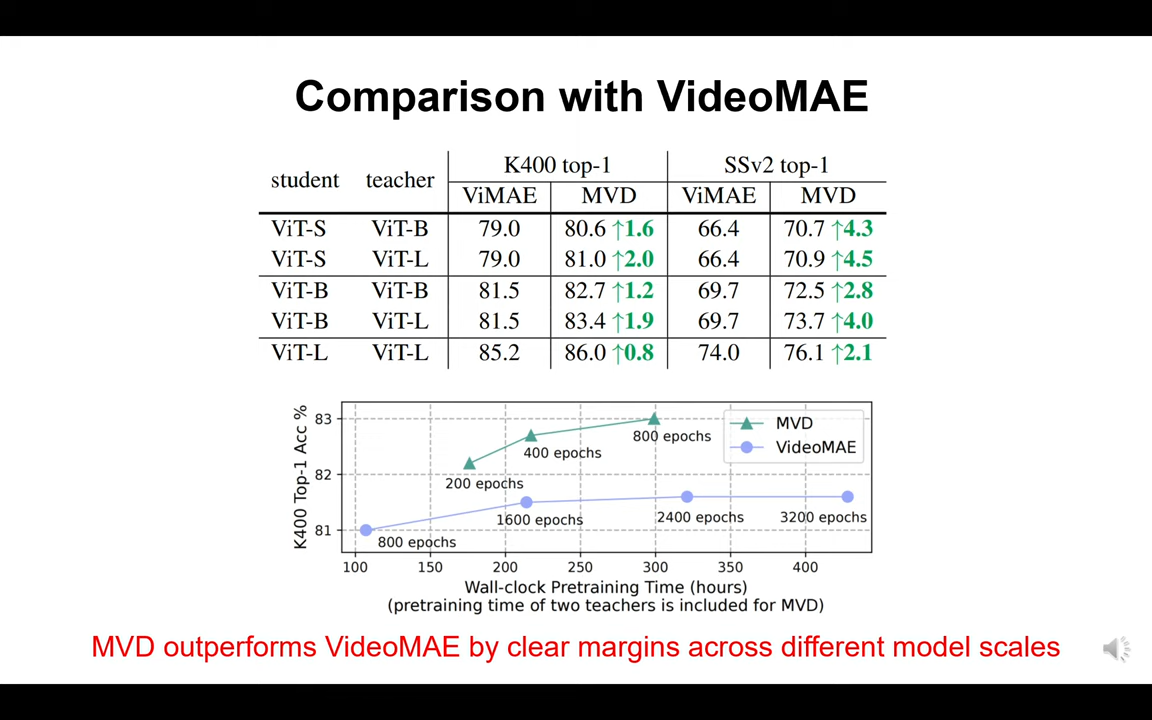 Comparison with VideoMAE
student teacher K400 top-1 SSv2 top-1
ViMAE MVD ViMAE MVD
ViT-S ViT-B 79.0 80.6 ↑1.6 66.4 70.7 ↑4.3
ViT-S ViT-L 79.0 81.0 ↑2.0 66.4 70.9 ↑4.5
ViT-B ViT-B 81.5 82.7 ↑1.2 69.7 72.5 ↑2.8
ViT-B ViT-L 81.5 83.4 ↑1.9 69.7 73.7 ↑4.0
ViT-L ViT-L 85.2 86.0 ↑0.8 74.0 76.1 ↑2.1
K400 Top-1 Acc %
83
82
81
MVD
VideoMAE
200 epochs
400 epochs
800 epochs
800 epochs
1600 epochs
2400 epochs
3200 epochs
100 150 200 250 300 350 400
Wall-clock Pretraining Time (hours)
(pretraining time of two teachers is included for MVD)
MVD outperforms VideoMAE by clear margins across different model scales